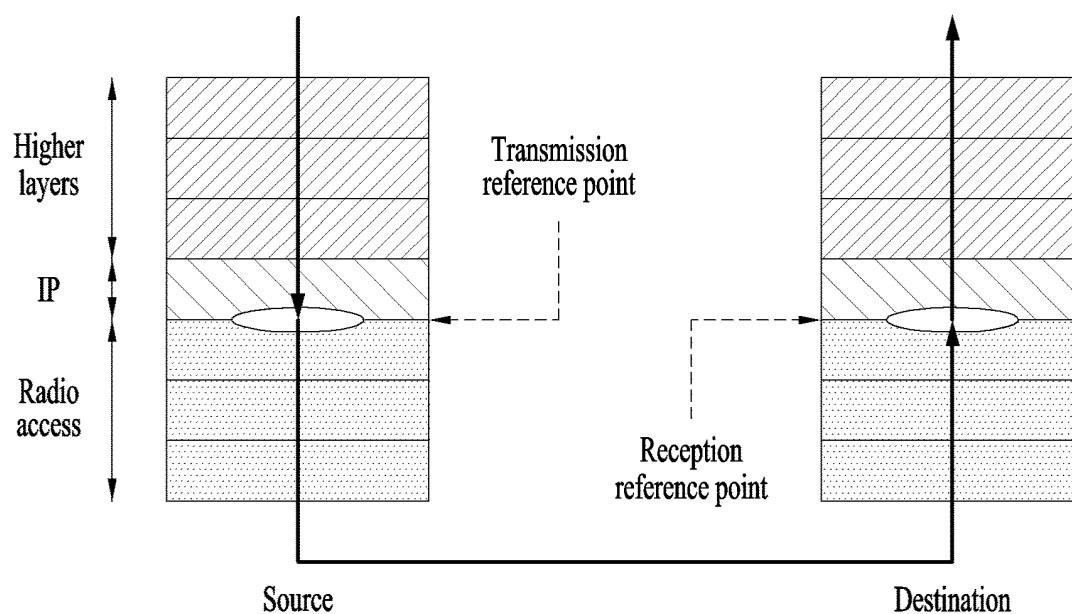 Higher
layers
Transmission
reference point
IP
Radio
access
Reception
reference point
Source
Destination